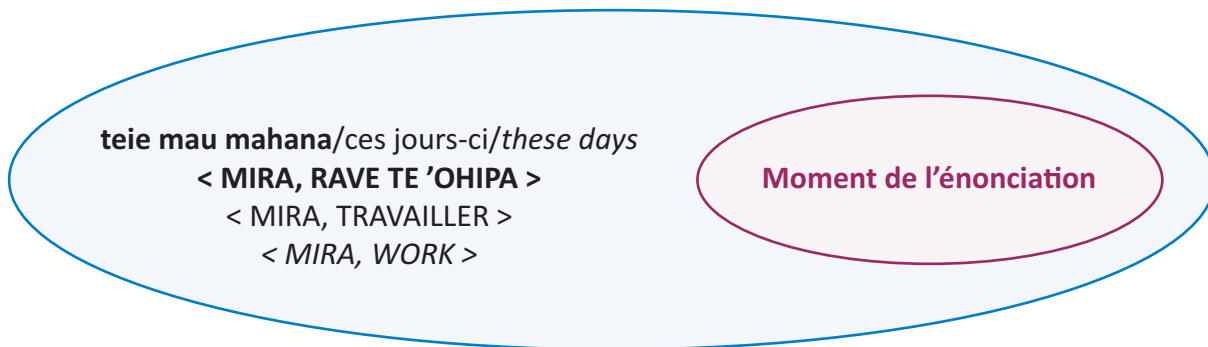 teie mau mahana/ces jours-ci/these days
< MIRA, RAVE TE ’OHIPA >
< MIRA, TRAVAILLER >
< MIRA, WORK >
Moment de l’énonciation